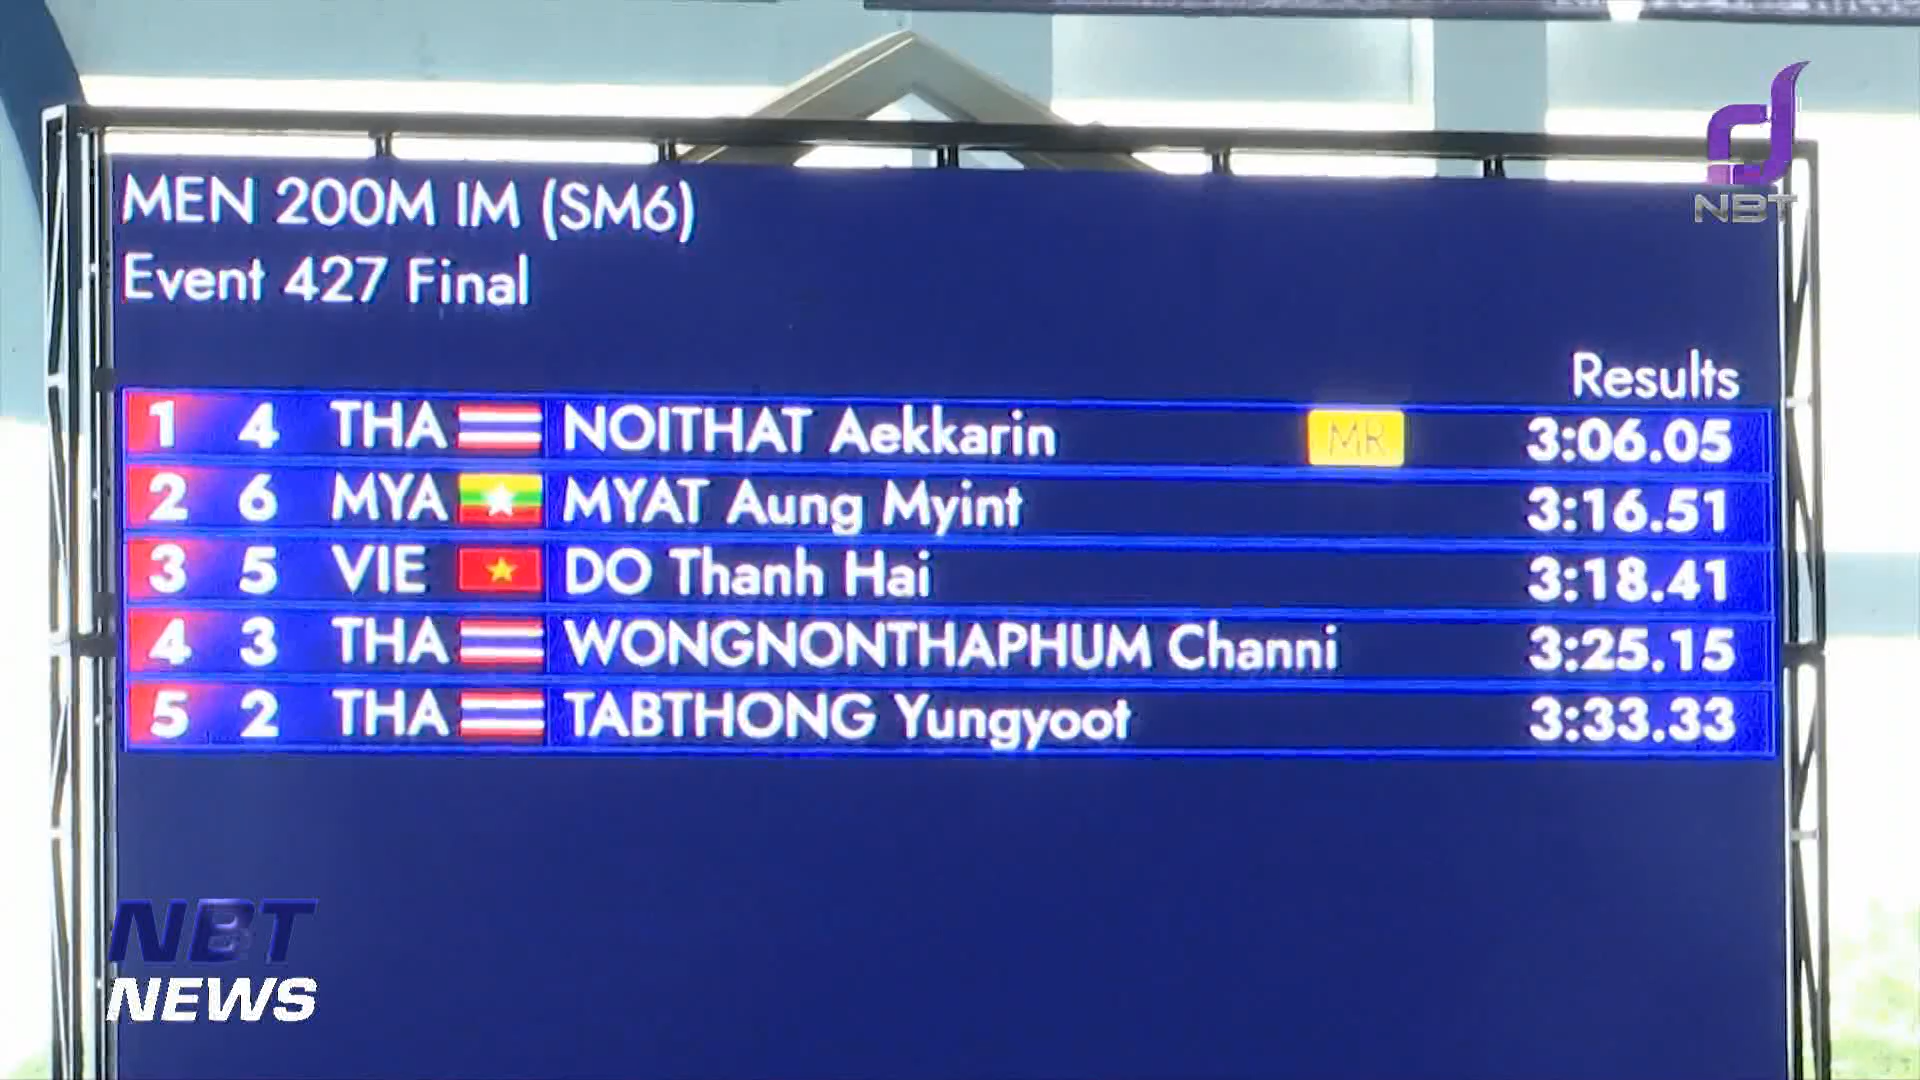 NBT
MEN 200M IM (SM6)
Event 427 Final
Results
1 4 THA NOITHAT Aekkarin MR 3:06.05
2 6 MYA MYAT Aung Myint 3:16.51
3 5 VIE DO Thanh Hai 3:18.41
4 3 THA WONGNONTHAPHUM Channi 3:25.15
5 2 THA TABTHONG Yungyoot 3:33.33
NBT
NEWS